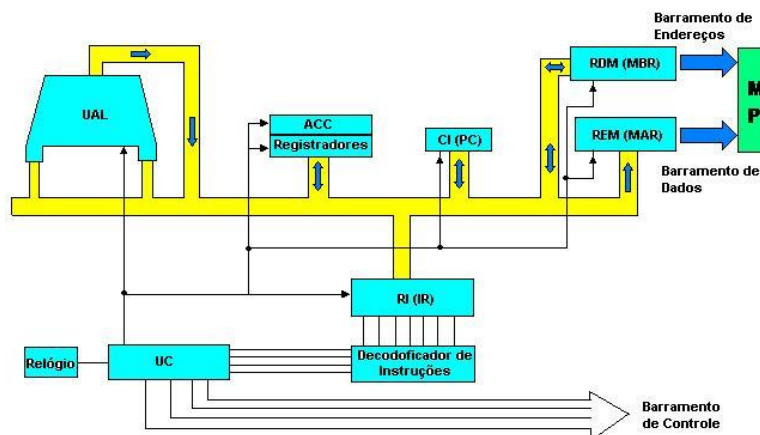 Barramento de
Endereços
RDM (MBR)
M
P
UAL
ACC
Registradores
CI (PC)
REM (MAR)
Barramento de
Dados
RI (IR)
Relógio
UC
Decodoficador de
Instruções
Barramento
de Controle